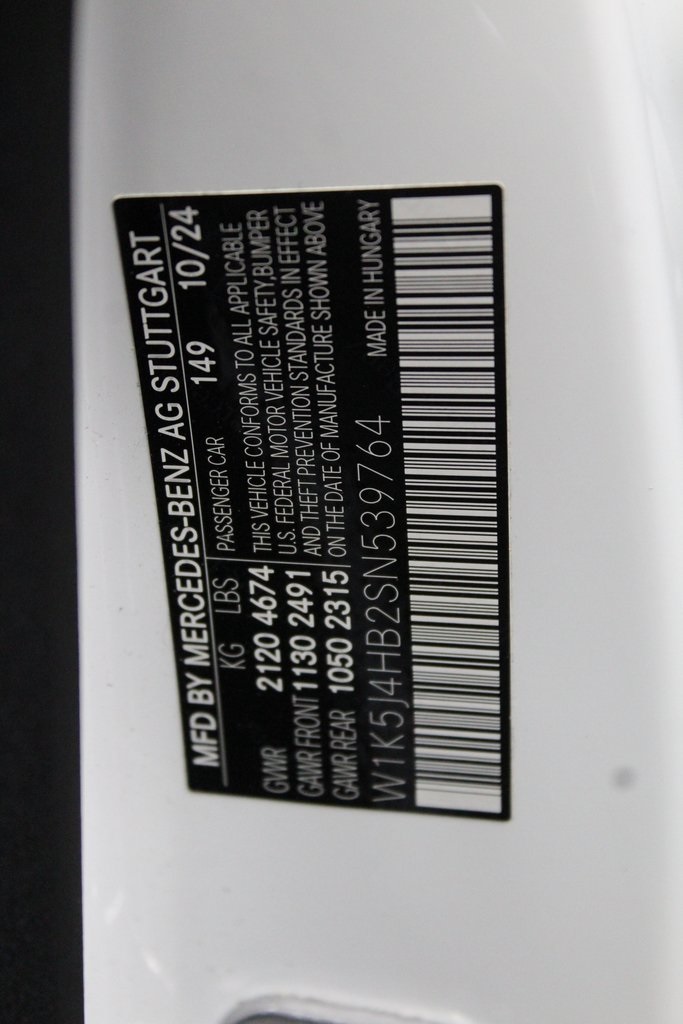 MFD BY MERCEDES-BENZ AG STUTTGART
KG LBS PASSENGER CAR 149 10/24
GVWR 2120 4674 THIS VEHICLE CONFORMS TO ALL APPLICABLE
GAWR FRONT 1130 2491 U.S. FEDERAL MOTOR VEHICLE SAFETY,BUMPER
GAWR REAR 1050 2315 AND THEFT PREVENTION STANDARDS IN EFFECT
ON THE DATE OF MANUFACTURE SHOWN ABOVE
W1K5J4HB2SN539764 MADE IN HUNGARY